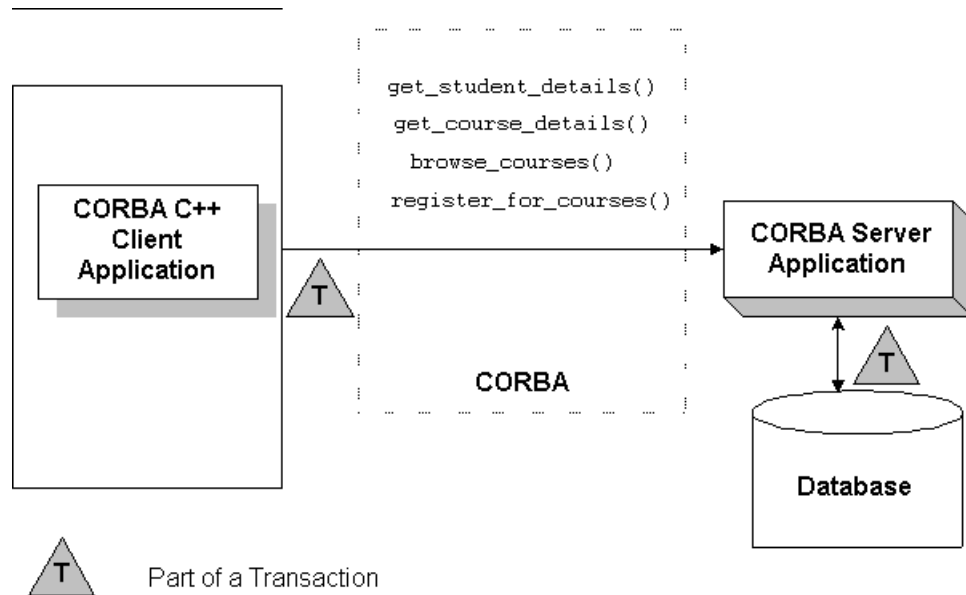 get_student_details()
get_course_details()
browse_courses()
register_for_courses()
CORBA C++
Client
Application
T
CORBA Server
Application
CORBA
T
Database
T
Part of a Transaction